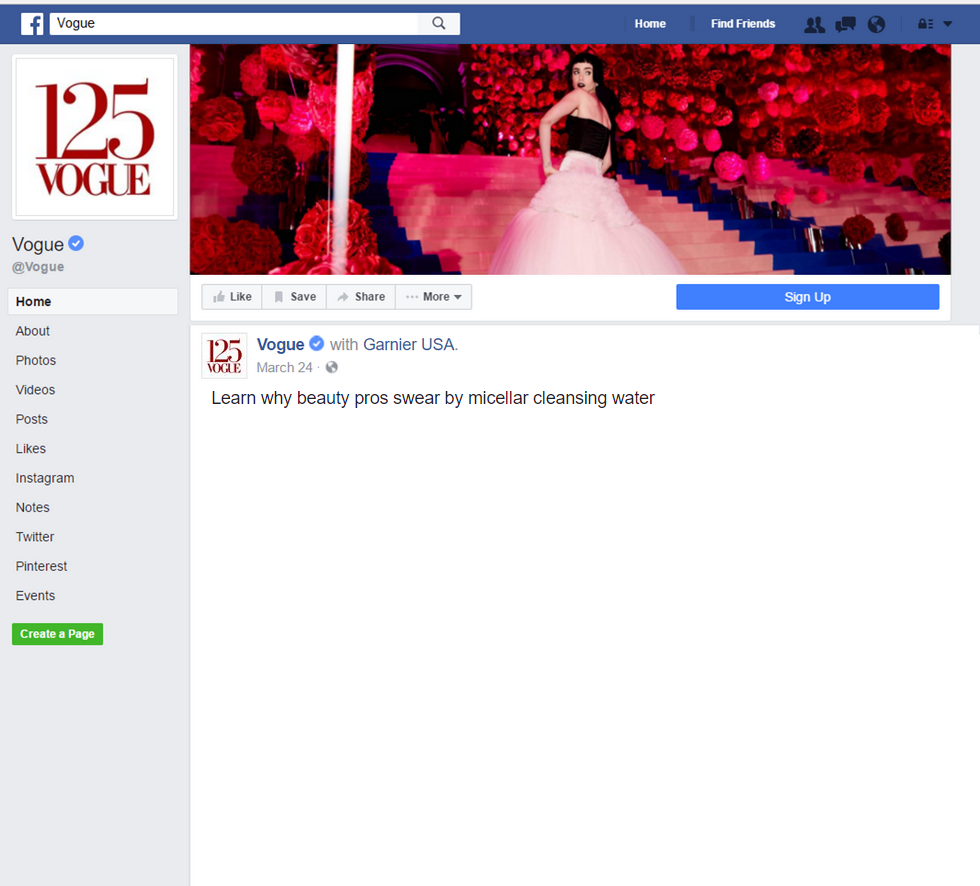 Vogue
Home
Find Friends
125
VOGUE
Vogue
@Vogue
Home
About
Photos
Videos
Posts
Likes
Instagram
Notes
Twitter
Pinterest
Events
Create a Page
Like
Save
Share
More
Sign Up
125
VOGUE
Vogue with Garnier USA.
March 24 ·
Learn why beauty pros swear by micellar cleansing water